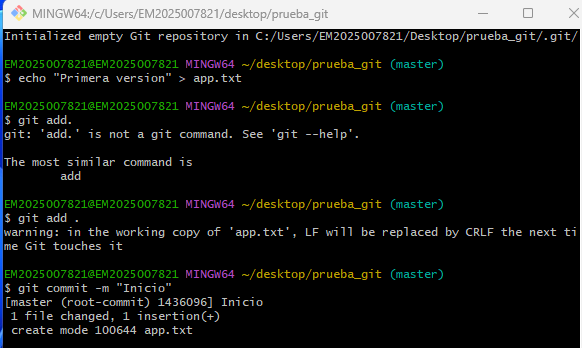 MINGW64:/c/Users/EM2025007821/desktop/prueba_git
Initialized empty Git repository in C:/Users/EM2025007821/Desktop/prueba_git/.git/
EM2025007821@EM2025007821 MINGW64 ~/desktop/prueba_git (master)
$ echo "Primera version" > app.txt
EM2025007821@EM2025007821 MINGW64 ~/desktop/prueba_git (master)
$ git add.
git: 'add.' is not a git command. See 'git --help'.
The most similar command is
add
EM2025007821@EM2025007821 MINGW64 ~/desktop/prueba_git (master)
$ git add .
warning: in the working copy of 'app.txt', LF will be replaced by CRLF the next ti
me Git touches it
EM2025007821@EM2025007821 MINGW64 ~/desktop/prueba_git (master)
$ git commit -m "Inicio"
[master (root-commit) 1436096] Inicio
1 file changed, 1 insertion(+)
create mode 100644 app.txt